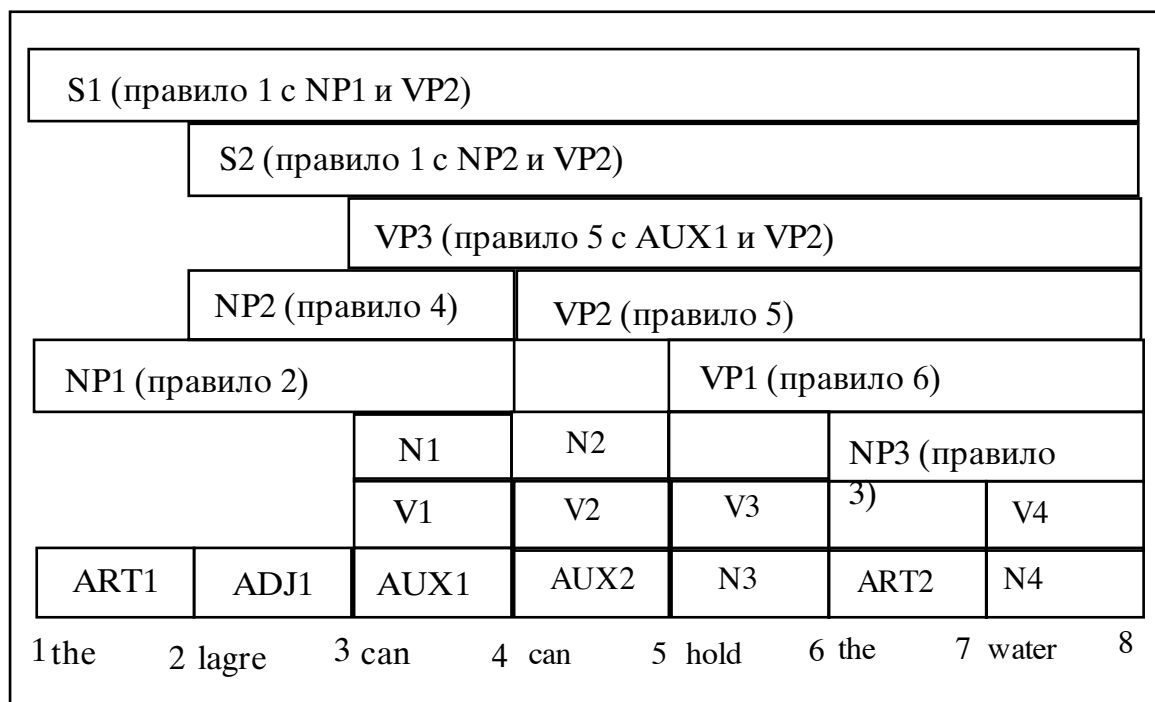 S1 (правило 1 с NP1 и VP2)
S2 (правило 1 с NP2 и VP2)
VP3 (правило 5 с AUX1 и VP2)
NP2 (правило 4) VP2 (правило 5)
NP1 (правило 2) VP1 (правило 6)
N1 N2 NP3 (правило
3)
V1 V2 V3 V4
ART1 ADJ1 AUX1 AUX2 N3 ART2 N4
1 the 2 lagre 3 can 4 can 5 hold 6 the 7 water 8